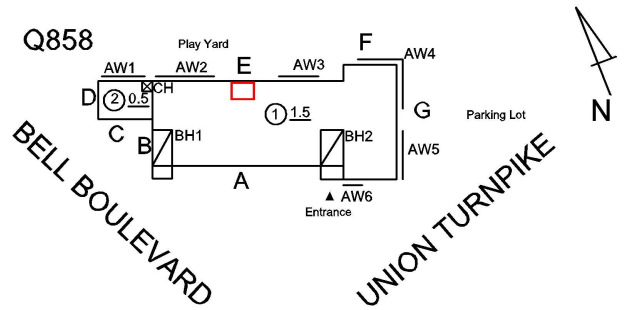 Q858
Play Yard
F
AW1
AW2
E
AW3
AW4
CH
D
2 0.5
1 1.5
G
Parking Lot
N
C
B
BH1
BH2
AW5
A
AW6
Entrance
BELL BOULEVARD
UNION TURNPIKE